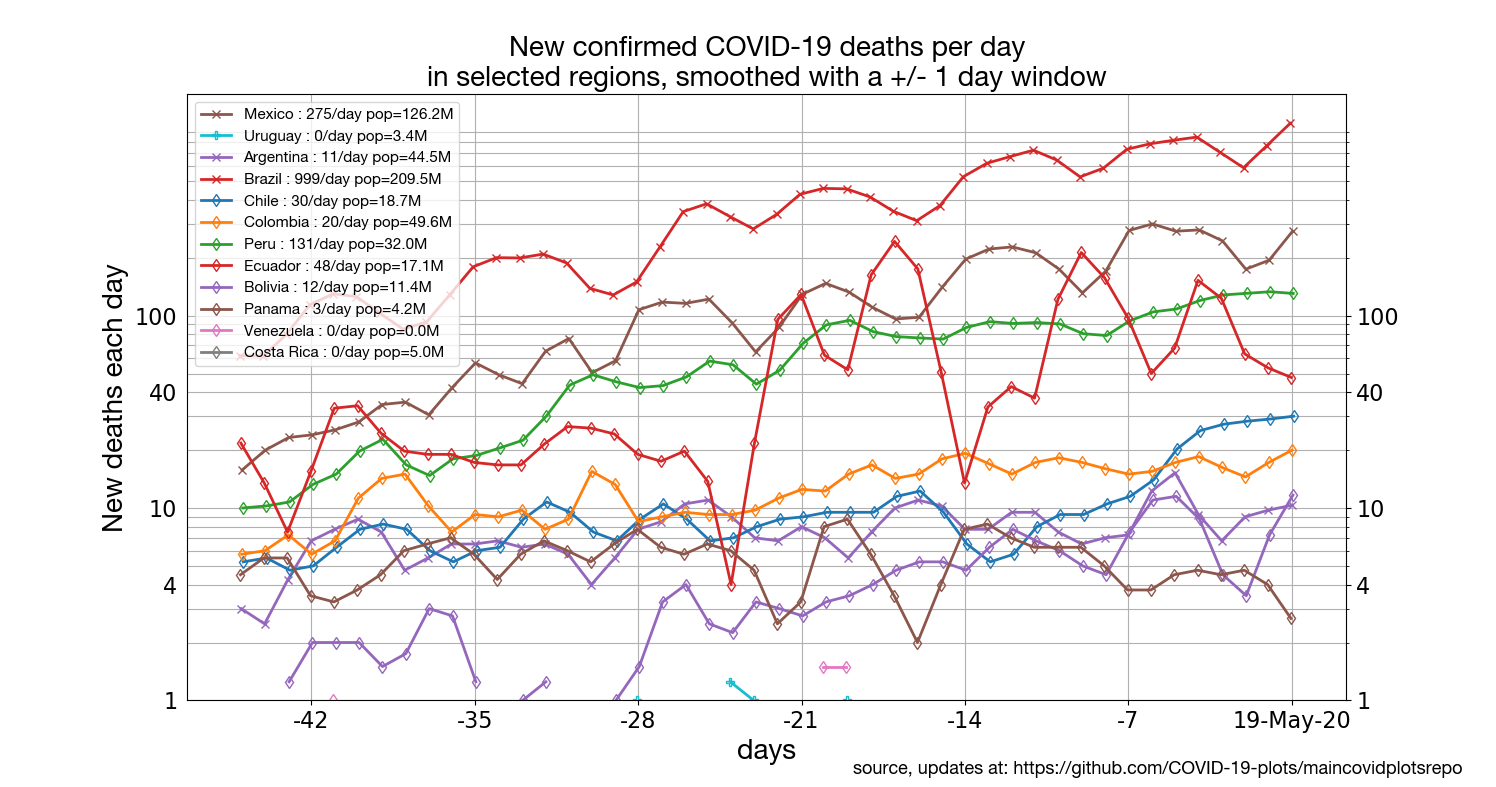 New confirmed COVID-19 deaths per day
in selected regions, smoothed with a +/- 1 day window
Mexico : 275/day pop=126.2M
Uruguay : 0/day pop=3.4M
Argentina : 11/day pop=44.5M
Brazil : 999/day pop=209.5M
Chile : 30/day pop=18.7M
Colombia : 20/day pop=49.6M
Peru : 131/day pop=32.0M
Ecuador : 48/day pop=17.1M
Bolivia : 12/day pop=11.4M
Panama : 3/day pop=4.2M
Venezuela : 0/day pop=0.0M
Costa Rica : 0/day pop=5.0M
New deaths each day
100 100
40 40
10 10
4 4
1 1
-42 -35 -28 -21 -14 -7 19-May-20
days
source, updates at: https://github.com/COVID-19-plots/maincovidplotsrepo